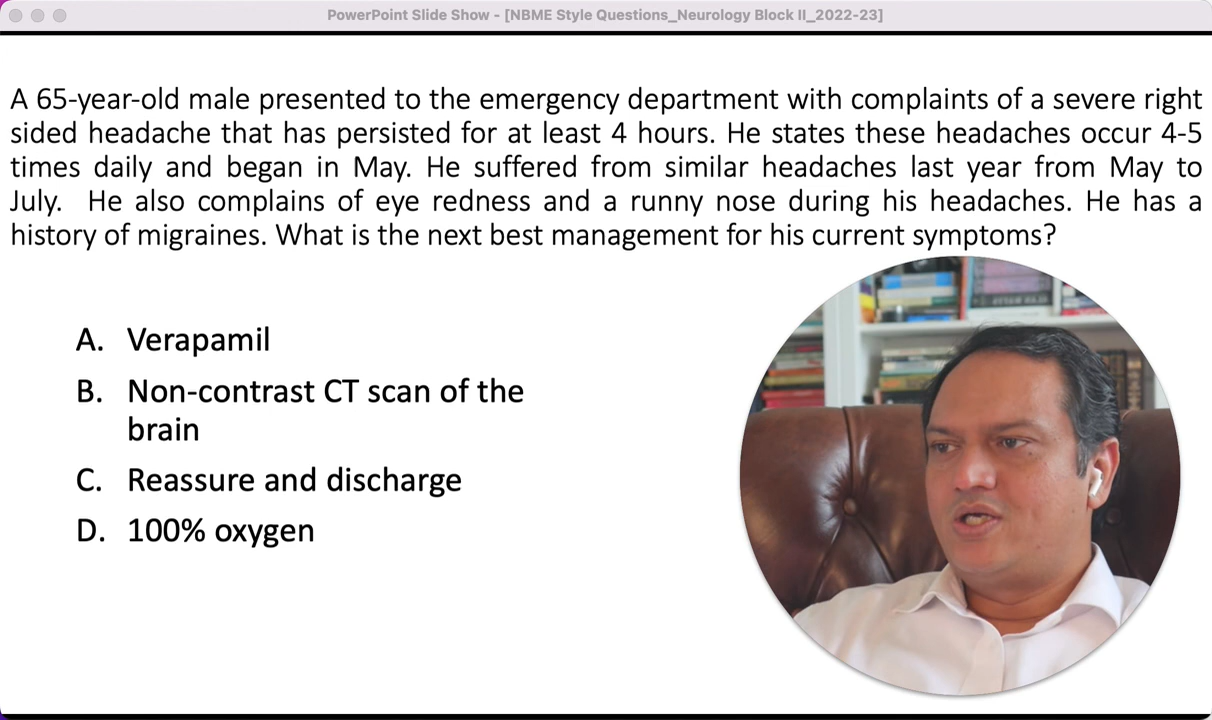 PowerPoint Slide Show - [NBME Style Questions_Neurology Block II_2022-23]
A 65-year-old male presented to the emergency department with complaints of a severe right
sided headache that has persisted for at least 4 hours. He states these headaches occur 4-5
times daily and began in May. He suffered from similar headaches last year from May to
July. He also complains of eye redness and a runny nose during his headaches. He has a
history of migraines. What is the next best management for his current symptoms?
A. Verapamil
B. Non-contrast CT scan of the
brain
C. Reassure and discharge
D. 100% oxygen